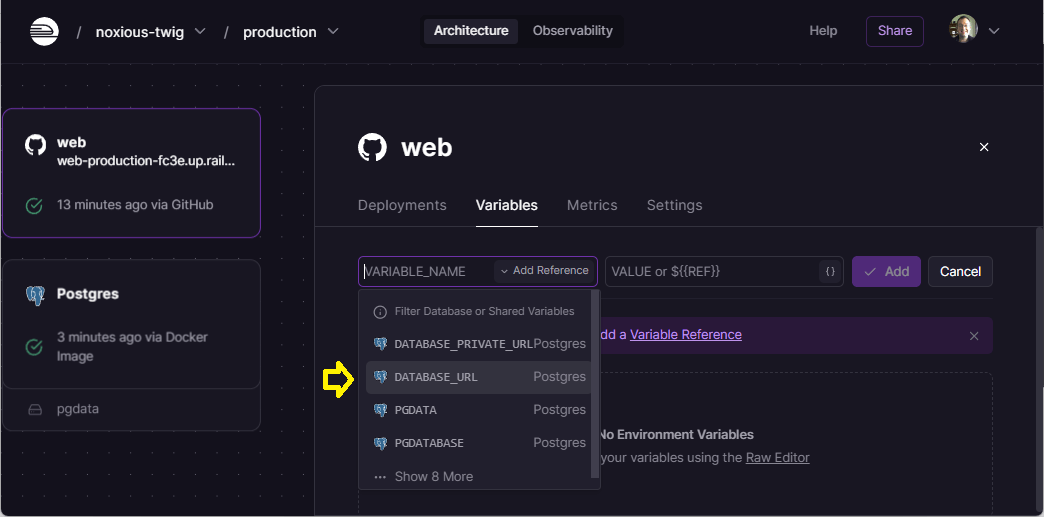 / noxious-twig / production Architecture Observability Help Share
web
web-production-fc3e.up.rail...
13 minutes ago via GitHub
Postgres
3 minutes ago via Docker
Image
pgdata
web
Deployments Variables Metrics Settings
VARIABLE_NAME Add Reference VALUE or ${{REF}} {} Add Cancel
Filter Database or Shared Variables
dd a Variable Reference
DATABASE_PRIVATE_URL Postgres
DATABASE_URL Postgres
PGDATA Postgres
PGDATABASE Postgres
Show 8 More
No Environment Variables
your variables using the Raw Editor